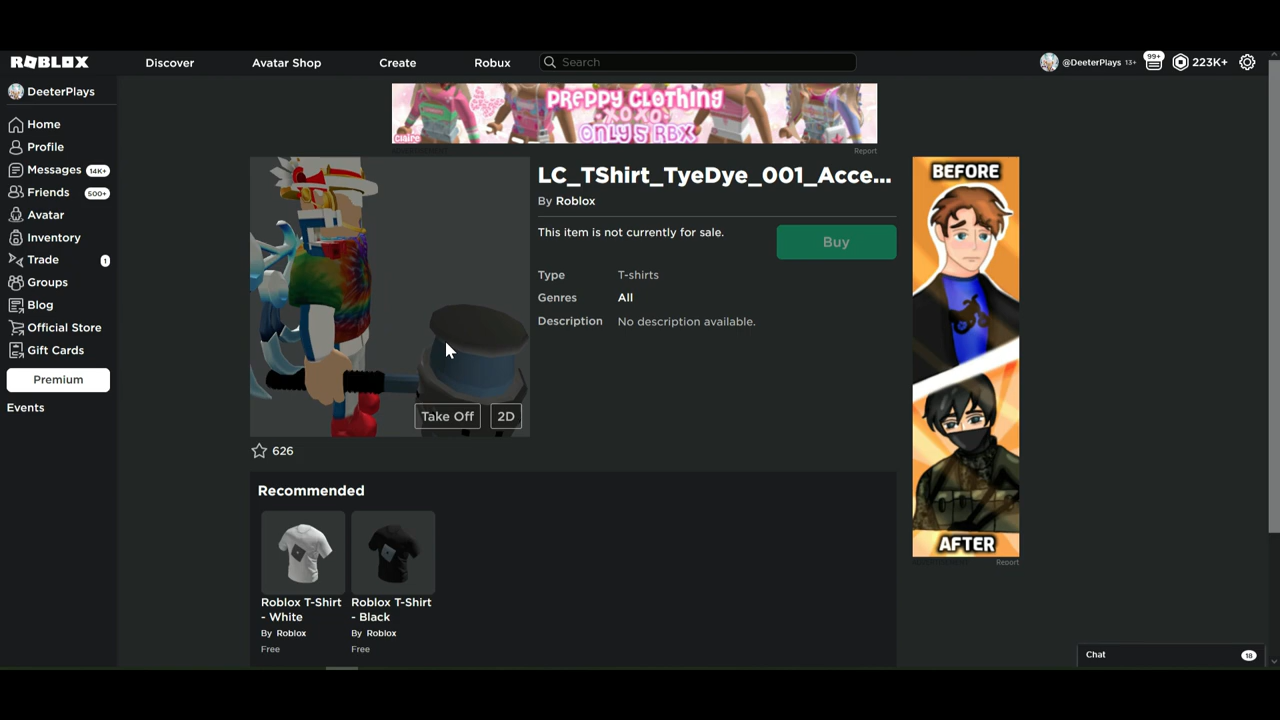 ROBLOX
Discover
Avatar Shop
Create
Robux
Search
@DeeterPlays 13+
99+
223K+
DeeterPlays
Home
Profile
Messages 14K+
Friends 500+
Avatar
Inventory
Trade 1
Groups
Blog
Official Store
Gift Cards
Premium
Events
PREPPY CLOTHING
XOXO
ONLY 5 RBX
Claire
Report
LC_TShirt_TyeDye_001_Acce...
By Roblox
This item is not currently for sale.
Buy
Type T-shirts
Genres All
Description No description available.
Take Off
2D
626
BEFORE
AFTER
Report
Recommended
Roblox T-Shirt
- White
By Roblox
Free
Roblox T-Shirt
- Black
By Roblox
Free
Chat 18